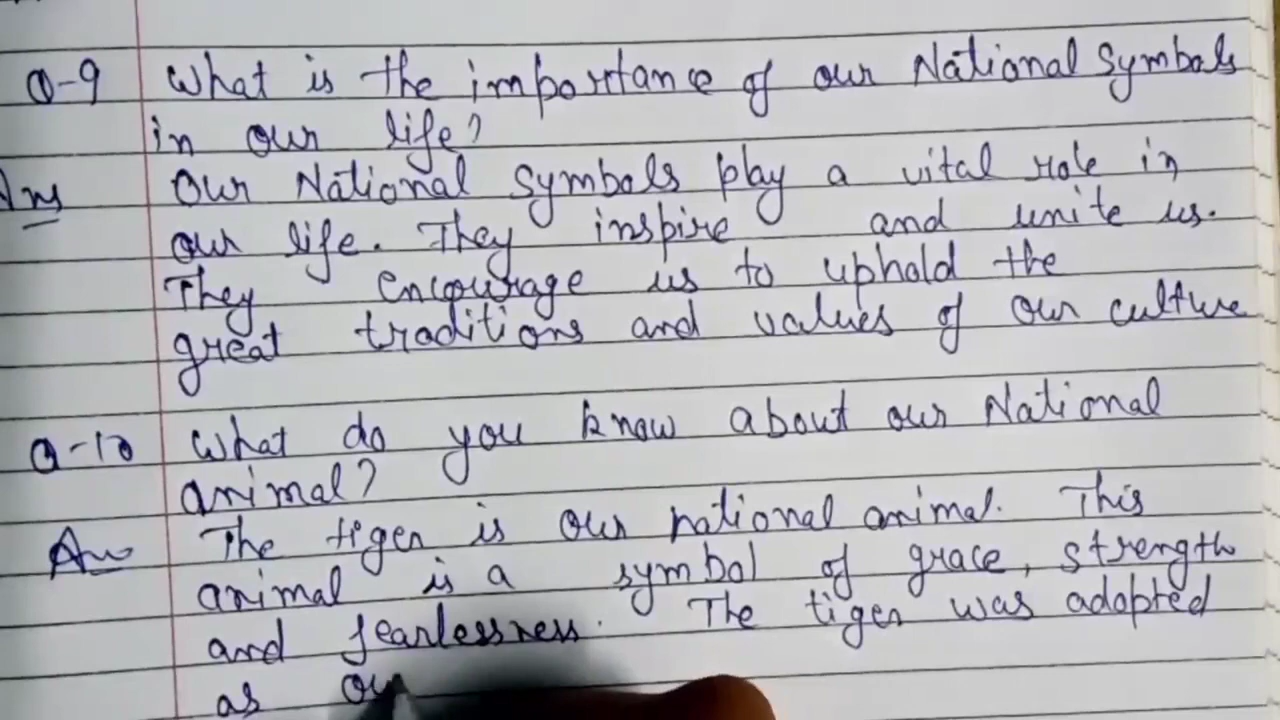 Q-9 What is the importance of our National Symbols
in our life?
Ans Our National Symbols play a vital role in
our life. They inspire and unite us.
They encourage us to uphold the
great traditions and values of our culture
Q-10 What do you know about our National
animal?
Ans The tiger is our national animal. This
animal is a symbol of grace, strength
and fearlessness. The tiger was adopted
as ou